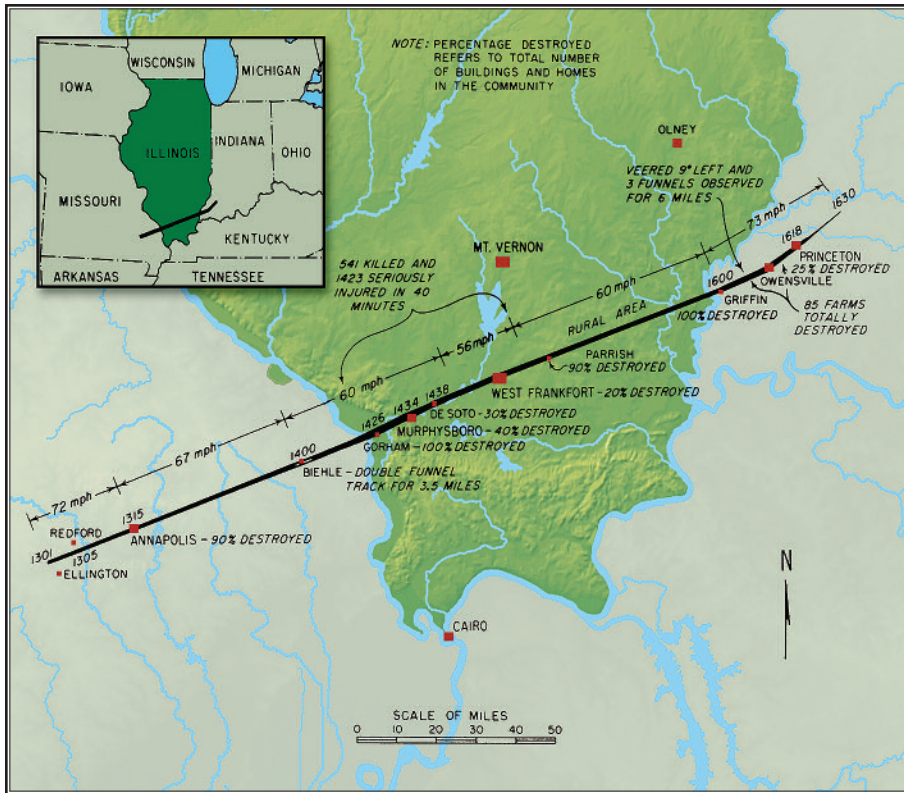 WISCONSIN
MICHIGAN
IOWA
INDIANA
OHIO
ILLINOIS
MISSOURI
KENTUCKY
ARKANSAS
TENNESSEE
NOTE: PERCENTAGE DESTROYED
REFERS TO TOTAL NUMBER
OF BUILDINGS AND HOMES
IN THE COMMUNITY
OLNEY
VEERED 9° LEFT AND
3 FUNNELS OBSERVED
FOR 6 MILES
73 mph
1630
1618
MT. VERNON
PRINCETON
25% DESTROYED
OWENSVILLE
541 KILLED AND
1423 SERIOUSLY
INJURED IN 40
MINUTES
60 mph
1600
GRIFFIN
100% DESTROYED
85 FARMS
TOTALLY
DESTROYED
RURAL AREA
56 mph
PARRISH
90% DESTROYED
60 mph
WEST FRANKFORT – 20% DESTROYED
1438
1434
DE SOTO – 30% DESTROYED
1426
MURPHYSBORO – 40% DESTROYED
GORHAM – 100% DESTROYED
67 mph
1400
BIEHLE – DOUBLE FUNNEL
TRACK FOR 3.5 MILES
72 mph
1315
REDFORD
ANNAPOLIS – 90% DESTROYED
1301
1305
ELLINGTON
N
CAIRO
SCALE OF MILES
0 10 20 30 40 50